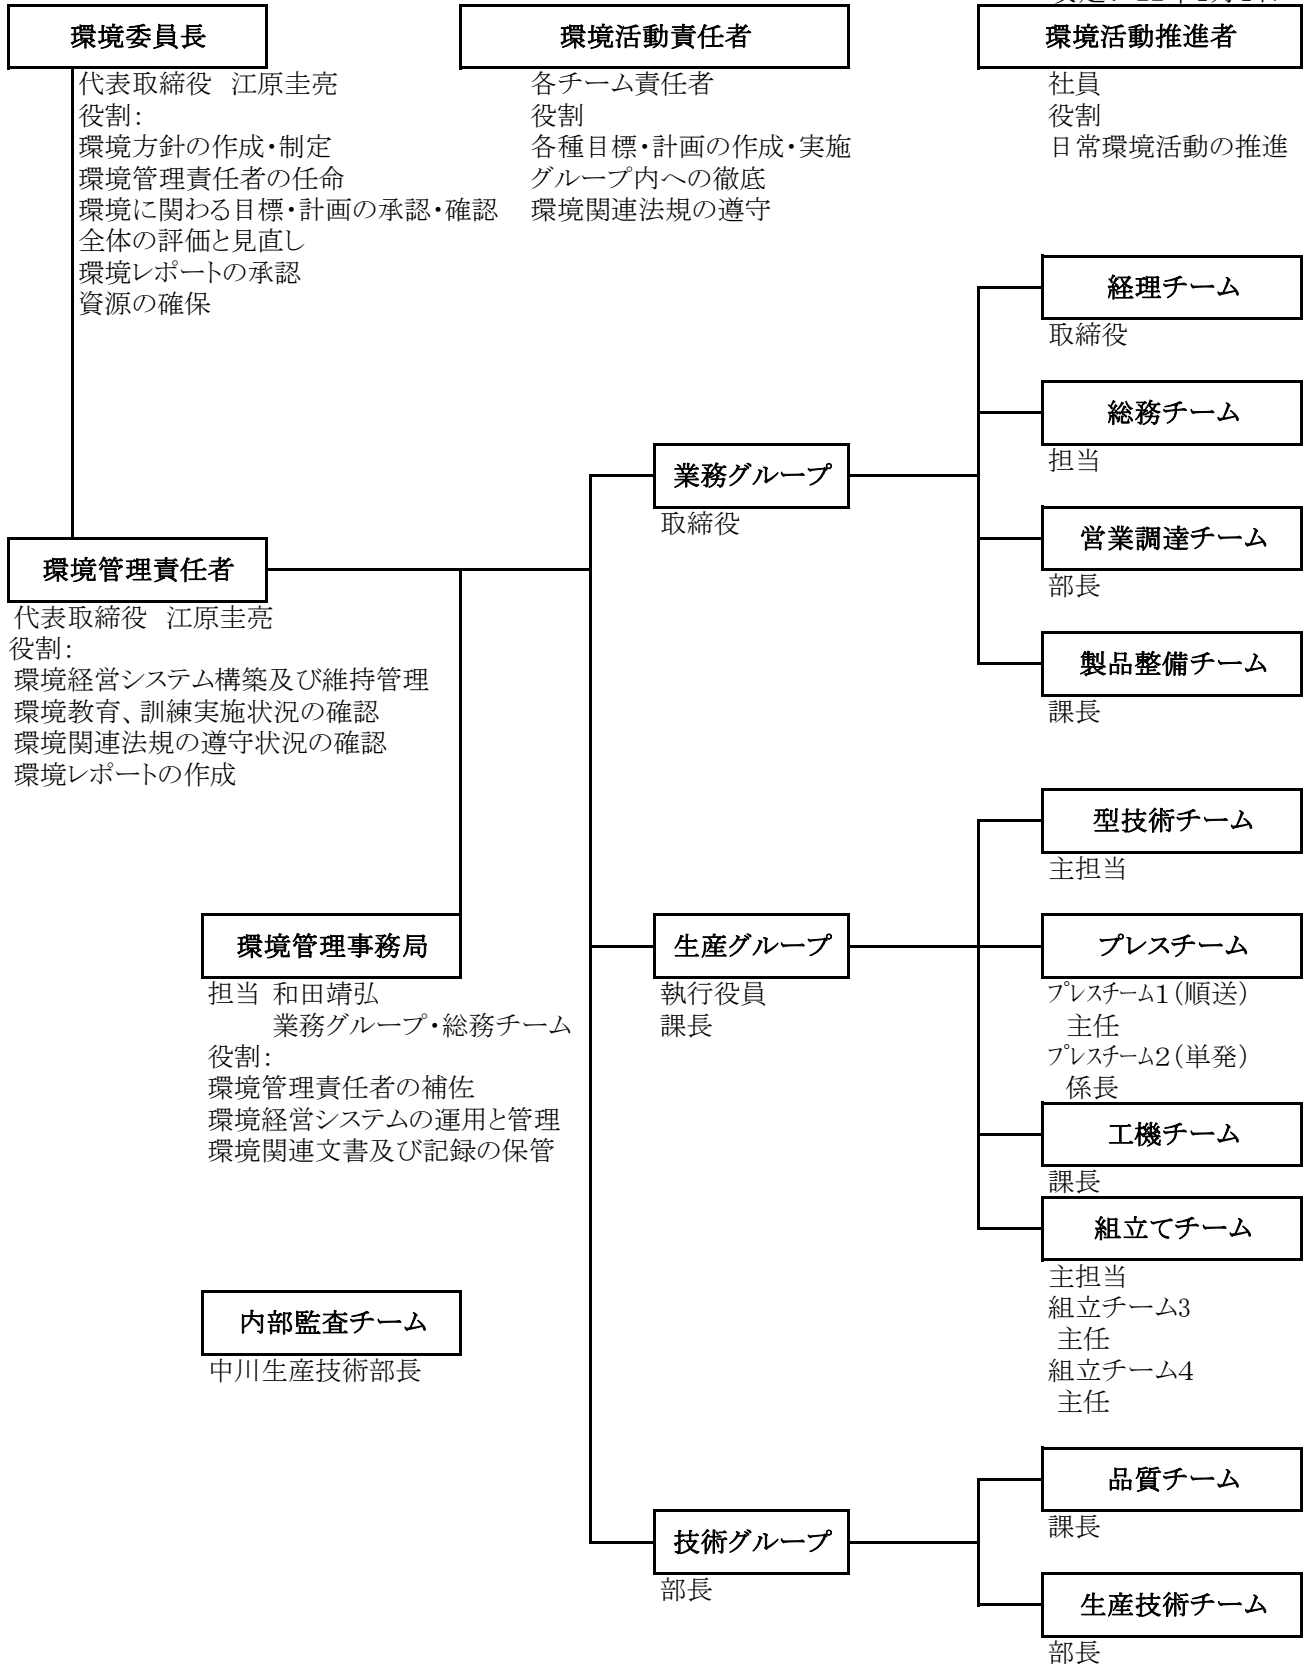 環境委員長
代表取締役 江原圭亮
役割:
環境方針の作成・制定
環境管理責任者の任命
環境に関わる目標・計画の承認・確認
全体の評価と見直し
環境レポートの承認
資源の確保
環境活動責任者
各チーム責任者
役割
各種目標・計画の作成・実施
グループ内への徹底
環境関連法規の遵守
環境活動推進者
社員
役割
日常環境活動の推進
環境管理責任者
代表取締役 江原圭亮
役割:
環境経営システム構築及び維持管理
環境教育、訓練実施状況の確認
環境関連法規の遵守状況の確認
環境レポートの作成
環境管理事務局
担当 和田靖弘
業務グループ・総務チーム
役割:
環境管理責任者の補佐
環境経営システムの運用と管理
環境関連文書及び記録の保管
内部監査チーム
中川生産技術部長
業務グループ
取締役
経理チーム
取締役
総務チーム
担当
営業調達チーム
部長
製品整備チーム
課長
生産グループ
執行役員
課長
型技術チーム
主担当
プレスチーム
プレスチーム1(順送)
主任
プレスチーム2(単発)
係長
工機チーム
課長
組立てチーム
主担当
組立チーム3
主任
組立チーム4
主任
技術グループ
部長
品質チーム
課長
生産技術チーム
部長